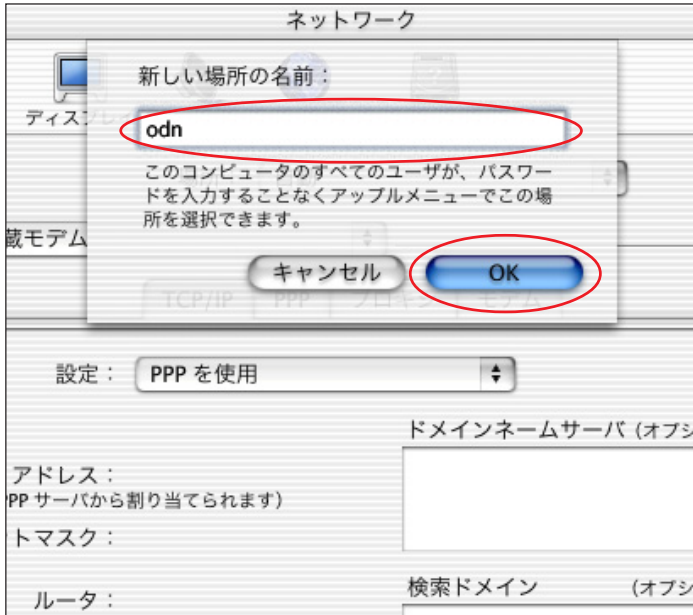 ネットワーク
新しい場所の名前：
ディスプレ
odn
このコンピュータのすべてのユーザが、パスワー
ドを入力することなくアップルメニューでこの場
所を選択できます。
蔵モデム
キャンセル
OK
TCP/IP PPP プロキシ モデム
設定： PPP を使用
ドメインネームサーバ (オプシ
アドレス：
PPP サーバから割り当てられます)
トマスク：
ルータ：
検索ドメイン (オプシ